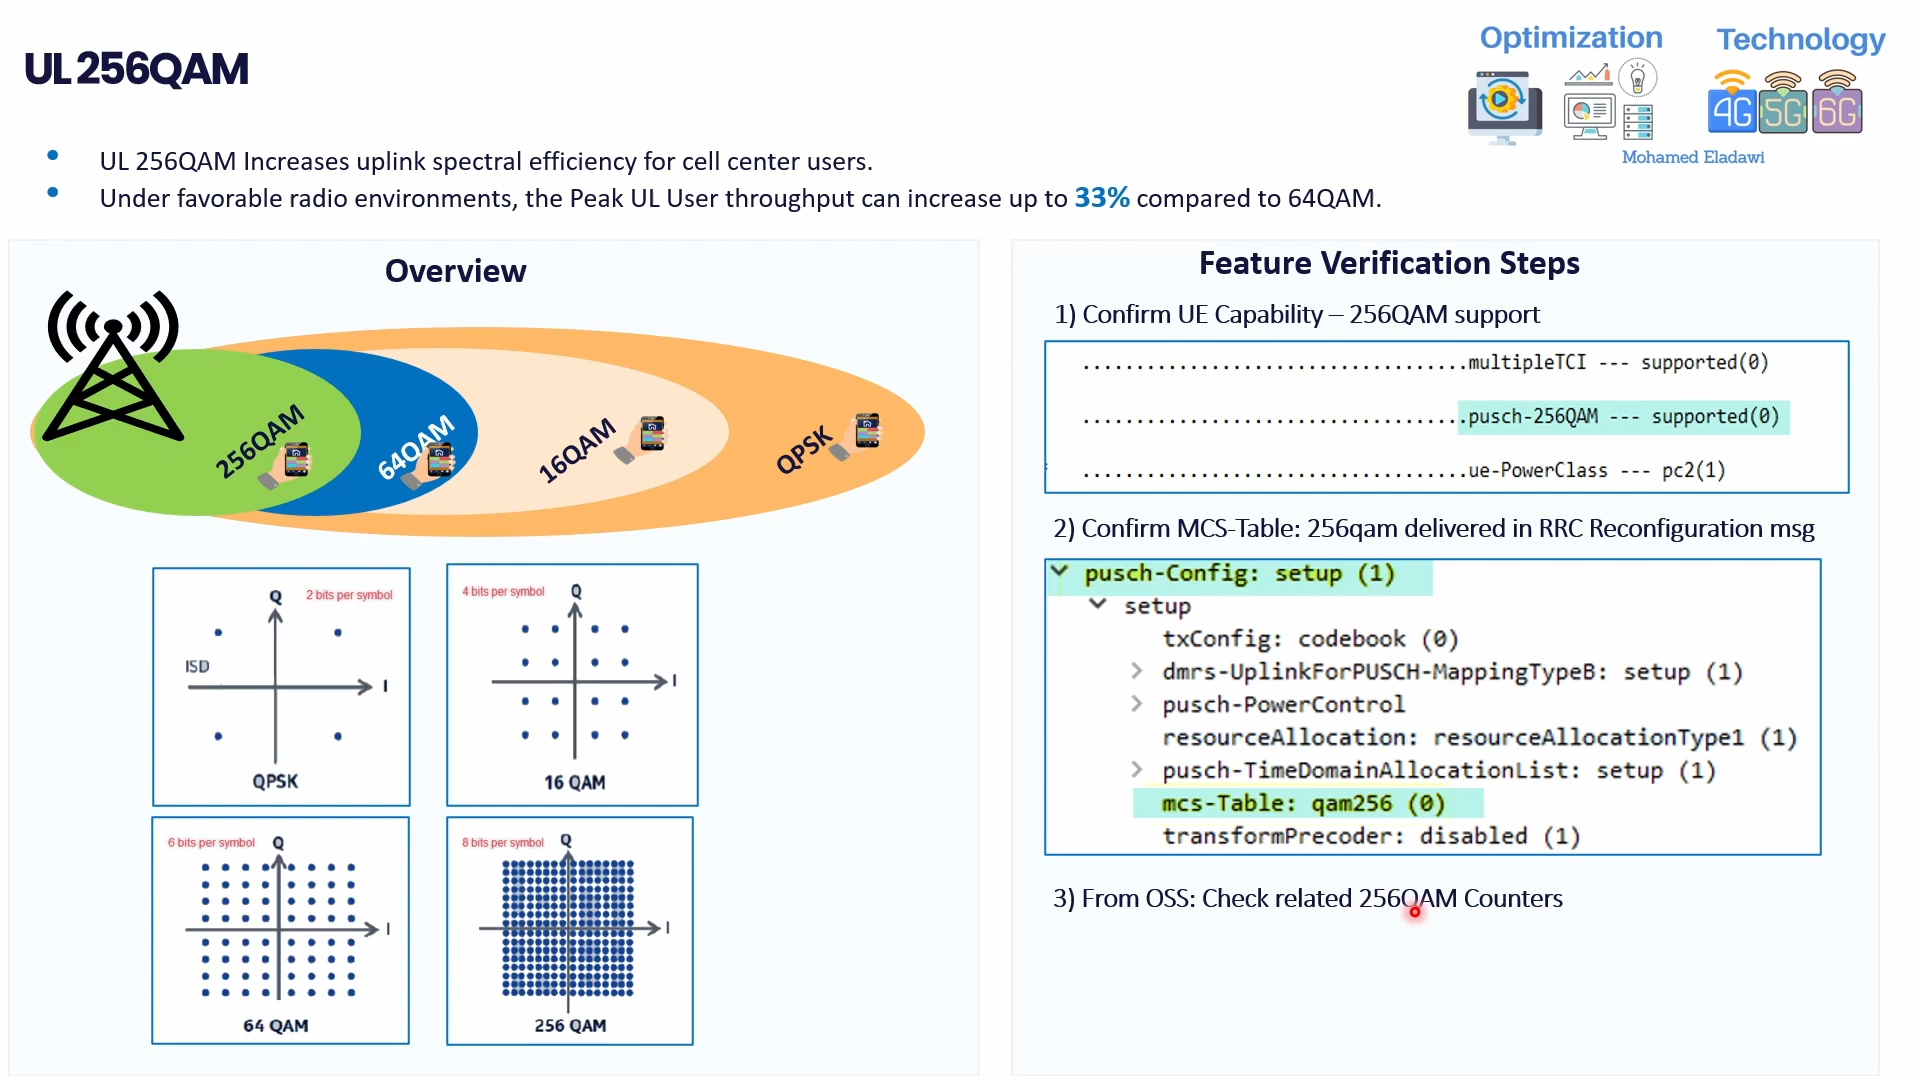 UL 256QAM
Optimization
Technology
4G 5G 6G
Mohamed Eladawi
• UL 256QAM Increases uplink spectral efficiency for cell center users.
• Under favorable radio environments, the Peak UL User throughput can increase up to 33% compared to 64QAM.
Overview
256QAM
64QAM
16QAM
QPSK
2 bits per symbol
Q
ISD
I
QPSK
4 bits per symbol
Q
I
16 QAM
6 bits per symbol
Q
I
64 QAM
8 bits per symbol
Q
I
256 QAM
Feature Verification Steps
1) Confirm UE Capability – 256QAM support
....................................multipleTCI --- supported(0)
....................................pusch-256QAM --- supported(0)
....................................ue-PowerClass --- pc2(1)
2) Confirm MCS-Table: 256qam delivered in RRC Reconfiguration msg
pusch-Config: setup (1)
setup
txConfig: codebook (0)
dmrs-UplinkForPUSCH-MappingTypeB: setup (1)
pusch-PowerControl
resourceAllocation: resourceAllocationType1 (1)
pusch-TimeDomainAllocationList: setup (1)
mcs-Table: qam256 (0)
transformPrecoder: disabled (1)
3) From OSS: Check related 256QAM Counters